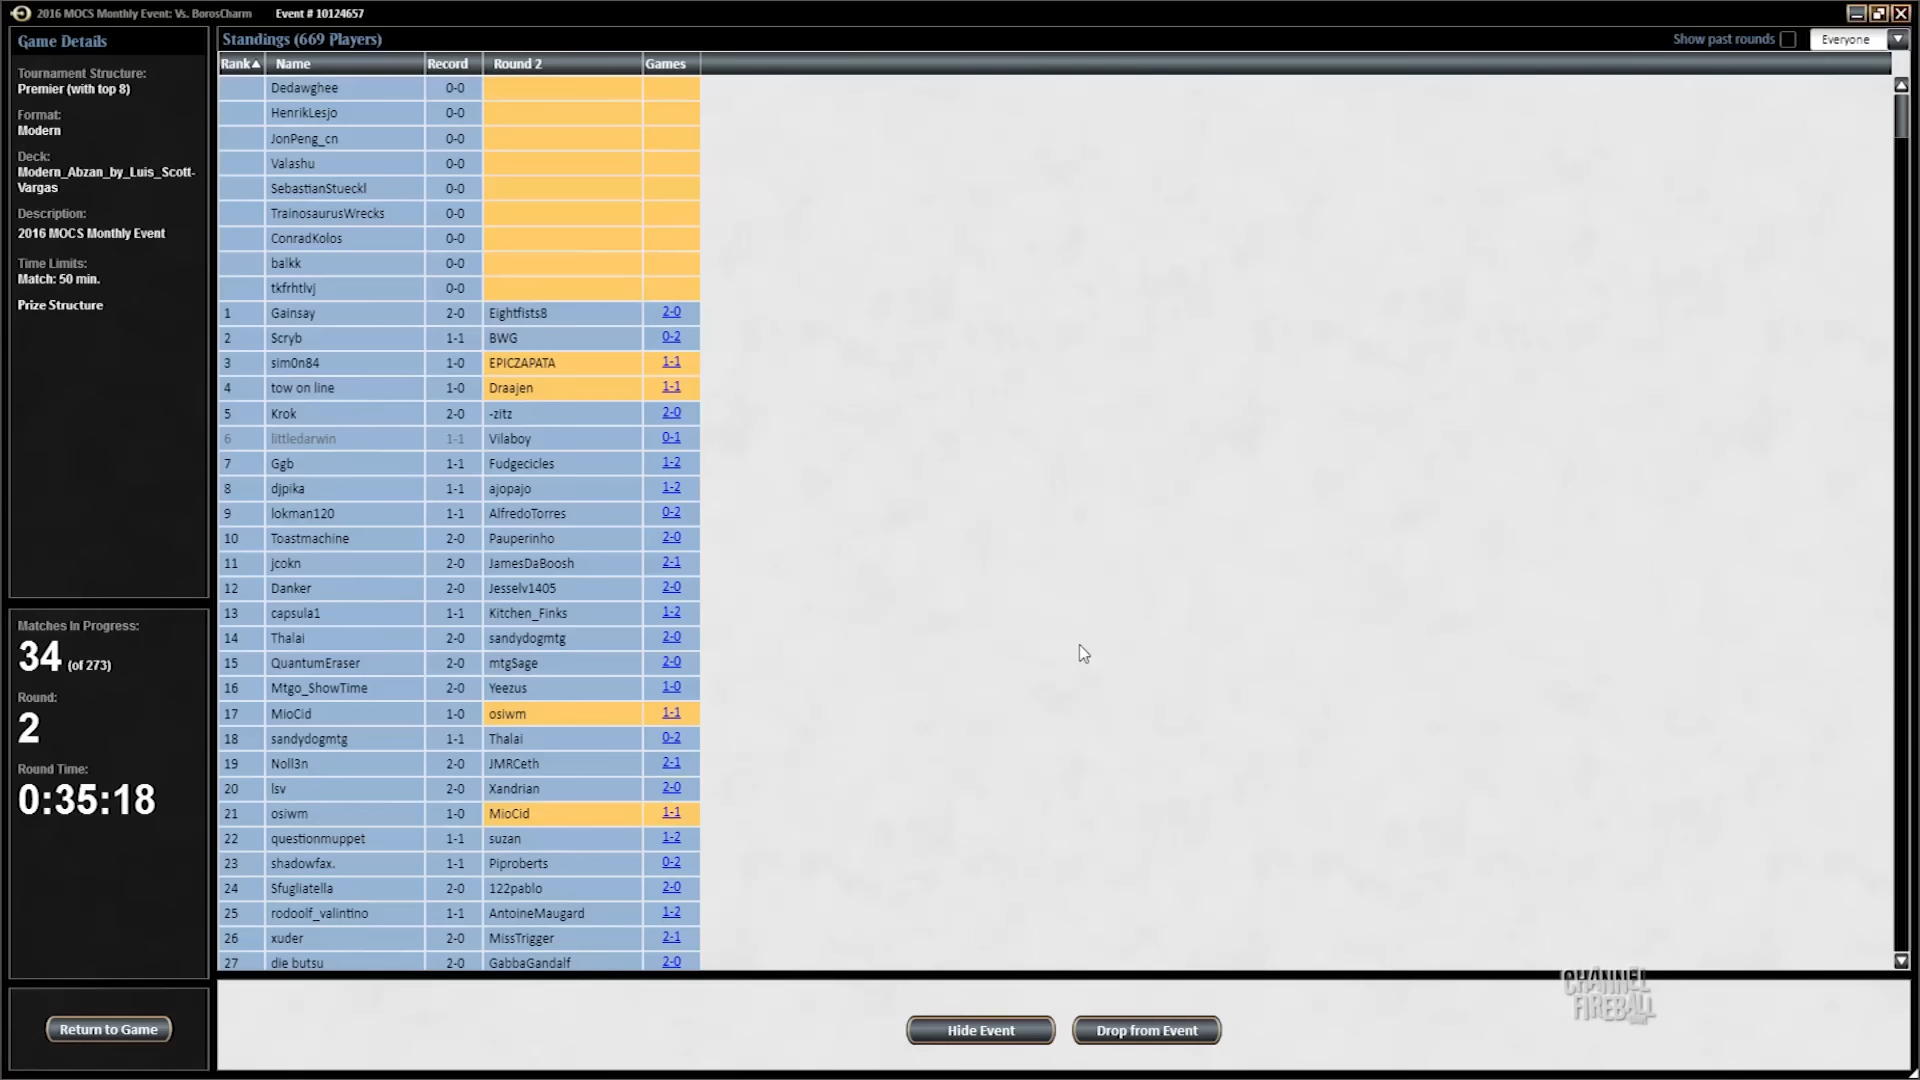 2016 MOCS Monthly Event: Vs. BorosCharm Event # 10124657
Game Details
Tournament Structure:
Premier (with top 8)
Format:
Modern
Deck:
Modern_Abzan_by_Luis_Scott-
Vargas
Description:
2016 MOCS Monthly Event
Time Limits:
Match: 50 min.
Prize Structure
Matches In Progress:
34 (of 273)
Round:
2
Round Time:
0:35:18
Return to Game
Standings (669 Players)
Show past rounds Everyone
Rank Name Record Round 2 Games
Dedawghee 0-0
HenrikLesjo 0-0
JonPeng_cn 0-0
Valashu 0-0
SebastianStueckl 0-0
TrainosaurusWrecks 0-0
ConradKolos 0-0
balkk 0-0
tkfrhtlvj 0-0
1 Gainsay 2-0 Eightfists8 2-0
2 Scryb 1-1 BWG 0-2
3 sim0n84 1-0 EPICZAPATA 1-1
4 tow on line 1-0 Draajen 1-1
5 Krok 2-0 -zitz 2-0
6 littledarwin 1-1 Vilaboy 0-1
7 Ggb 1-1 Fudgecicles 1-2
8 djpika 1-1 ajopajo 1-2
9 lokman120 1-1 AlfredoTorres 0-2
10 Toastmachine 2-0 Pauperinho 2-0
11 jcokn 2-0 JamesDaBoosh 2-1
12 Danker 2-0 Jesselv1405 2-0
13 capsula1 1-1 Kitchen_Finks 1-2
14 Thalai 2-0 sandydogmtg 2-0
15 QuantumEraser 2-0 mtgSage 2-0
16 Mtgo_ShowTime 2-0 Yeezus 1-0
17 MioCid 1-0 osiwm 1-1
18 sandydogmtg 1-1 Thalai 0-2
19 Noll3n 2-0 JMRCeth 2-1
20 lsv 2-0 Xandrian 2-0
21 osiwm 1-0 MioCid 1-1
22 questionmuppet 1-1 suzan 1-2
23 shadowfax. 1-1 Piproberts 0-2
24 Sfugliatella 2-0 122pablo 2-0
25 rodoolf_valintino 1-1 AntoineMaugard 1-2
26 xuder 2-0 MissTrigger 2-1
27 die butsu 2-0 GabbaGandalf 2-0
Hide Event Drop from Event
CHANNEL
FIREBALL